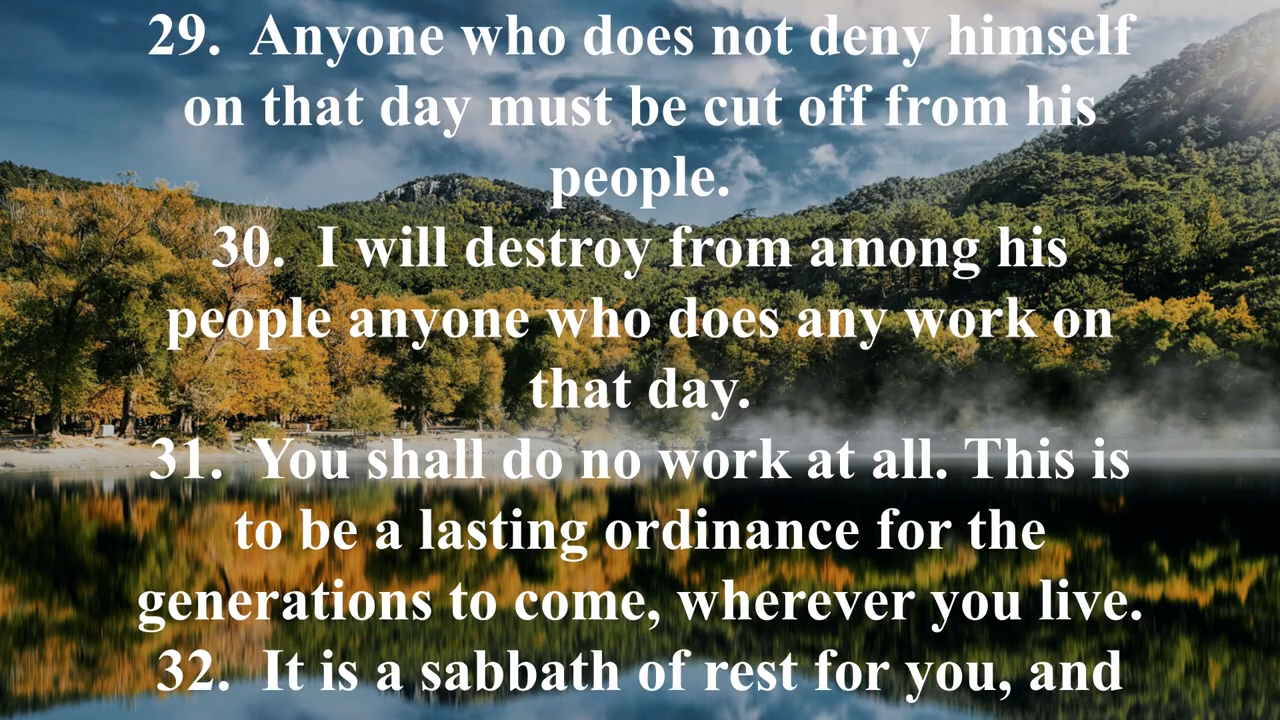 29.  Anyone who does not deny himself
on that day must be cut off from his
people.
30.  I will destroy from among his
people anyone who does any work on
that day.
31.  You shall do no work at all. This is
to be a lasting ordinance for the
generations to come, wherever you live.
32.  It is a sabbath of rest for you, and